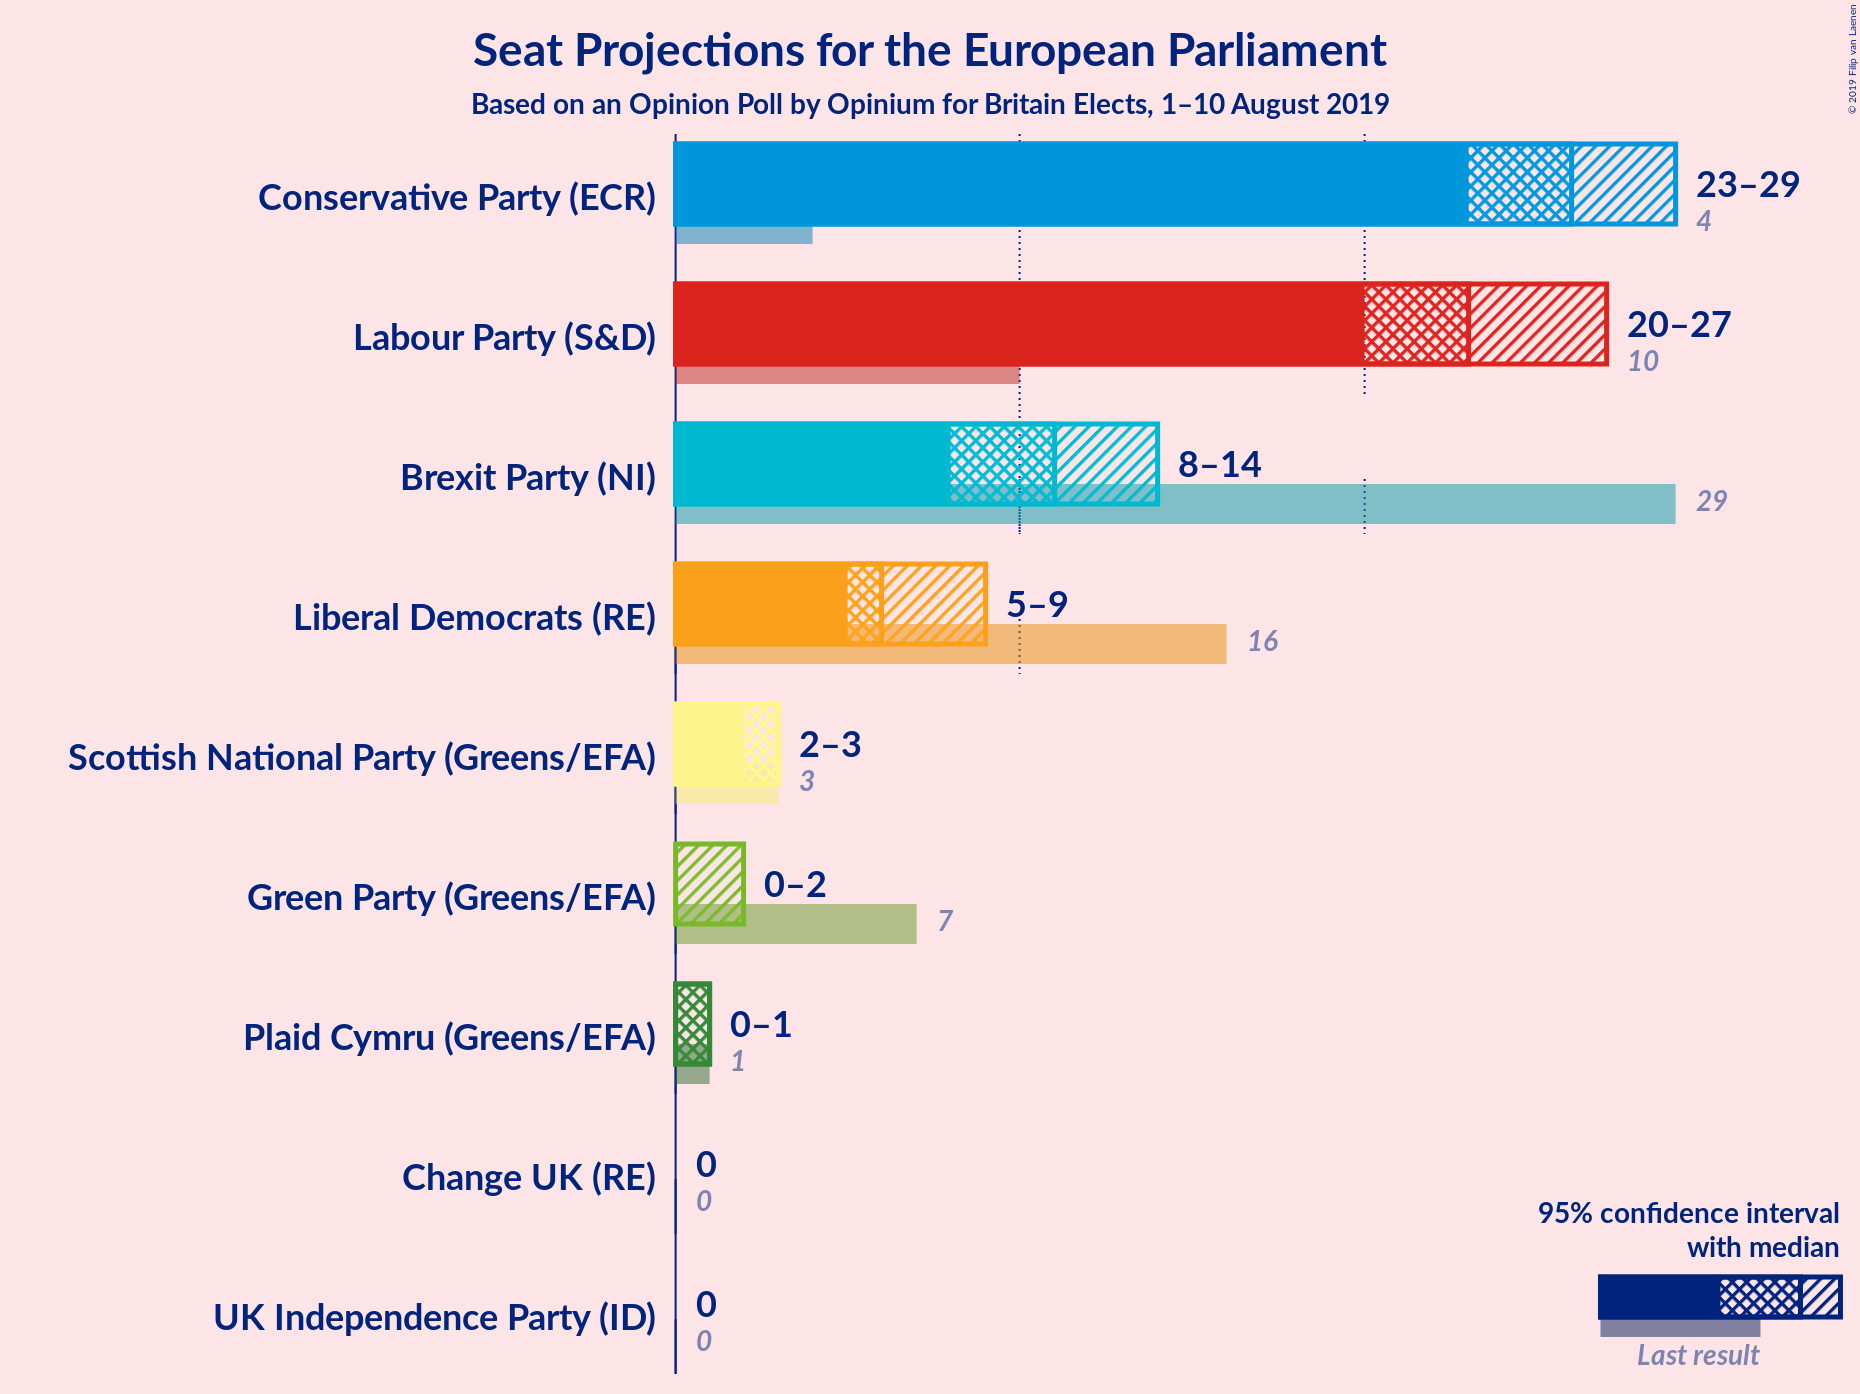 Seat Projections for the European Parliament
Based on an Opinion Poll by Opinium for Britain Elects, 1–10 August 2019
© 2019 Filip van Laenen
Conservative Party (ECR)
23–29
4
Labour Party (S&D)
20–27
10
Brexit Party (NI)
8–14
29
Liberal Democrats (RE)
5–9
16
Scottish National Party (Greens/EFA)
2–3
3
Green Party (Greens/EFA)
0–2
7
Plaid Cymru (Greens/EFA)
0–1
1
Change UK (RE)
0
0
UK Independence Party (ID)
0
0
95% confidence interval
with median
Last result